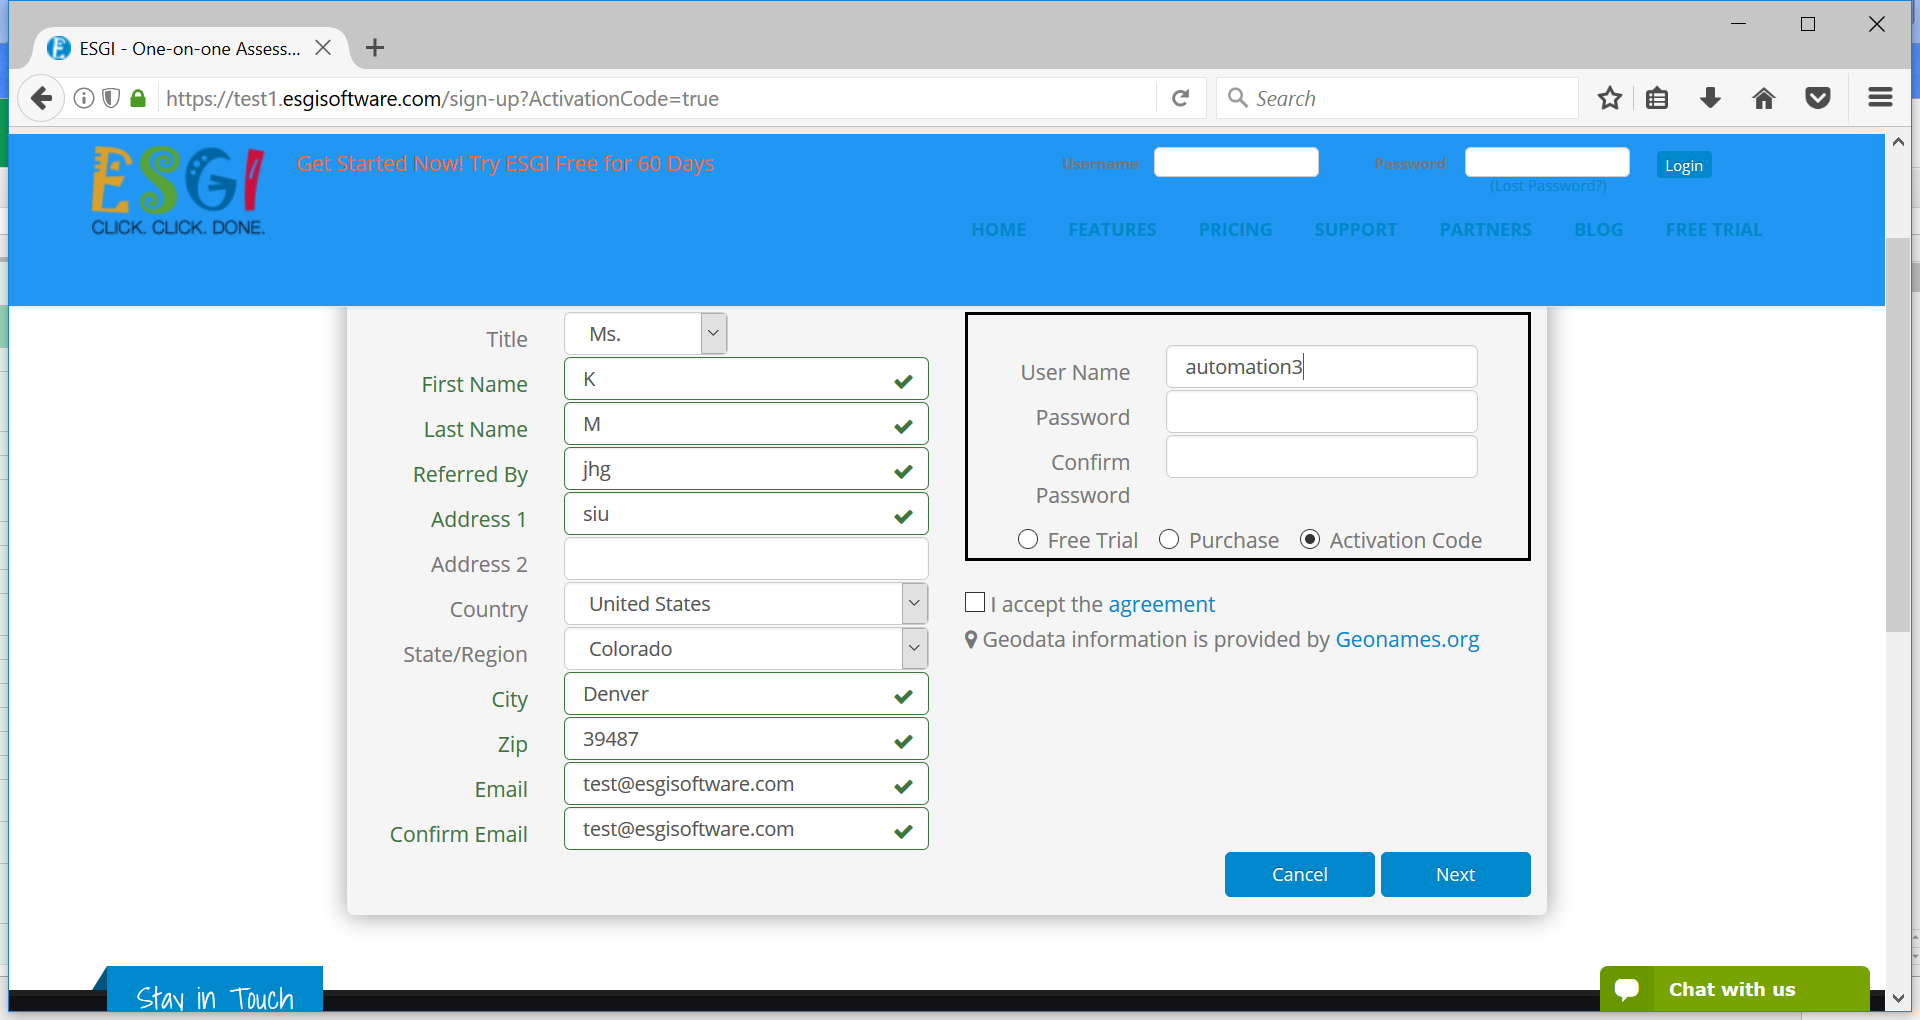 ESGI - One-on-one Assess...
https://test1.esgisoftware.com/sign-up?ActivationCode=true
Search
ESGI
CLICK. CLICK. DONE.
Get Started Now! Try ESGI Free for 60 Days
Username
Password
Login
(Lost Password?)
HOME FEATURES PRICING SUPPORT PARTNERS BLOG FREE TRIAL
Title Ms.
First Name K
Last Name M
Referred By jhg
Address 1 siu
Address 2
Country United States
State/Region Colorado
City Denver
Zip 39487
Email test@esgisoftware.com
Confirm Email test@esgisoftware.com
User Name automation3
Password
Confirm
Password
Free Trial Purchase Activation Code
I accept the agreement
Geodata information is provided by Geonames.org
Cancel Next
Stay in Touch
Chat with us